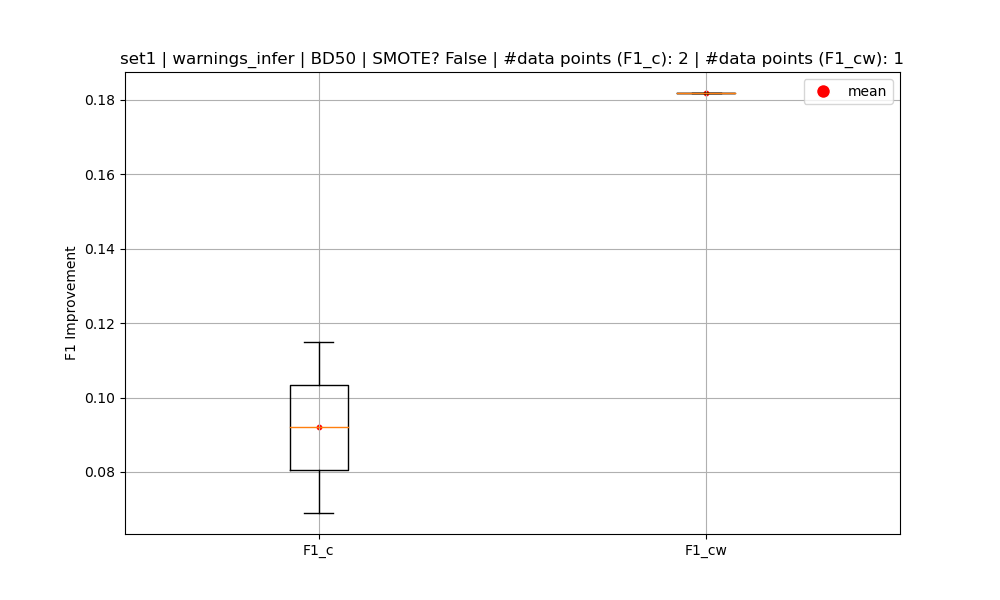 set1 | warnings_infer | BD50 | SMOTE? False | #data points (F1_c): 2 | #data points (F1_cw): 1
mean
0.18
0.16
0.14
0.12
0.10
0.08
F1 Improvement
F1_c
F1_cw